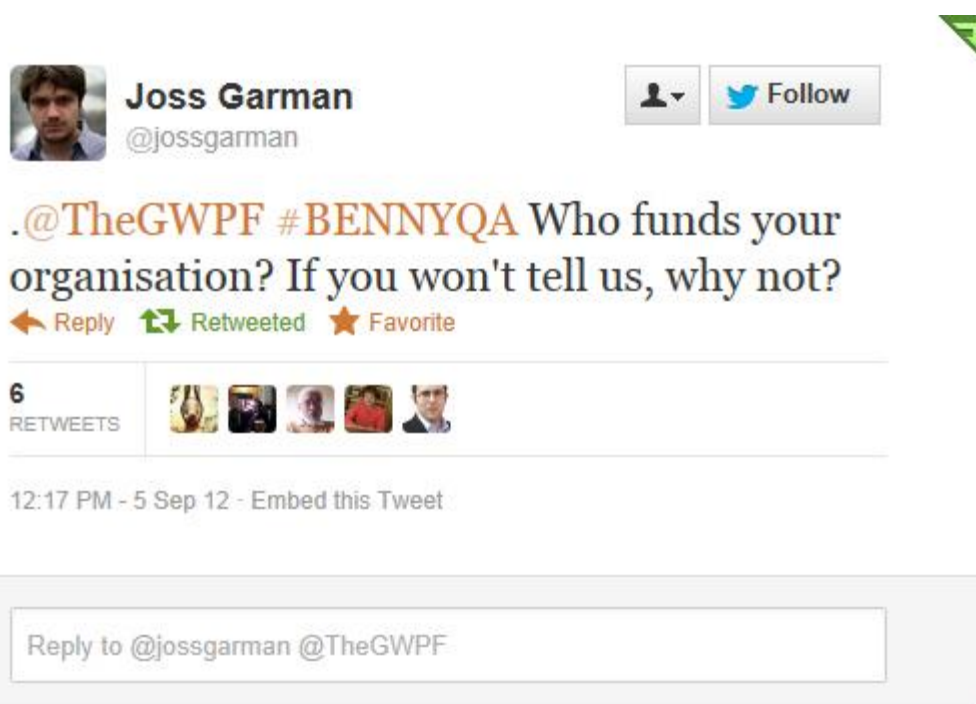 Joss Garman
Follow
@jossgarman
.@TheGWPF #BENNYQA Who funds your
organisation? If you won't tell us, why not?
Reply Retweeted Favorite
6
RETWEETS
12:17 PM - 5 Sep 12 · Embed this Tweet
Reply to @jossgarman @TheGWPF